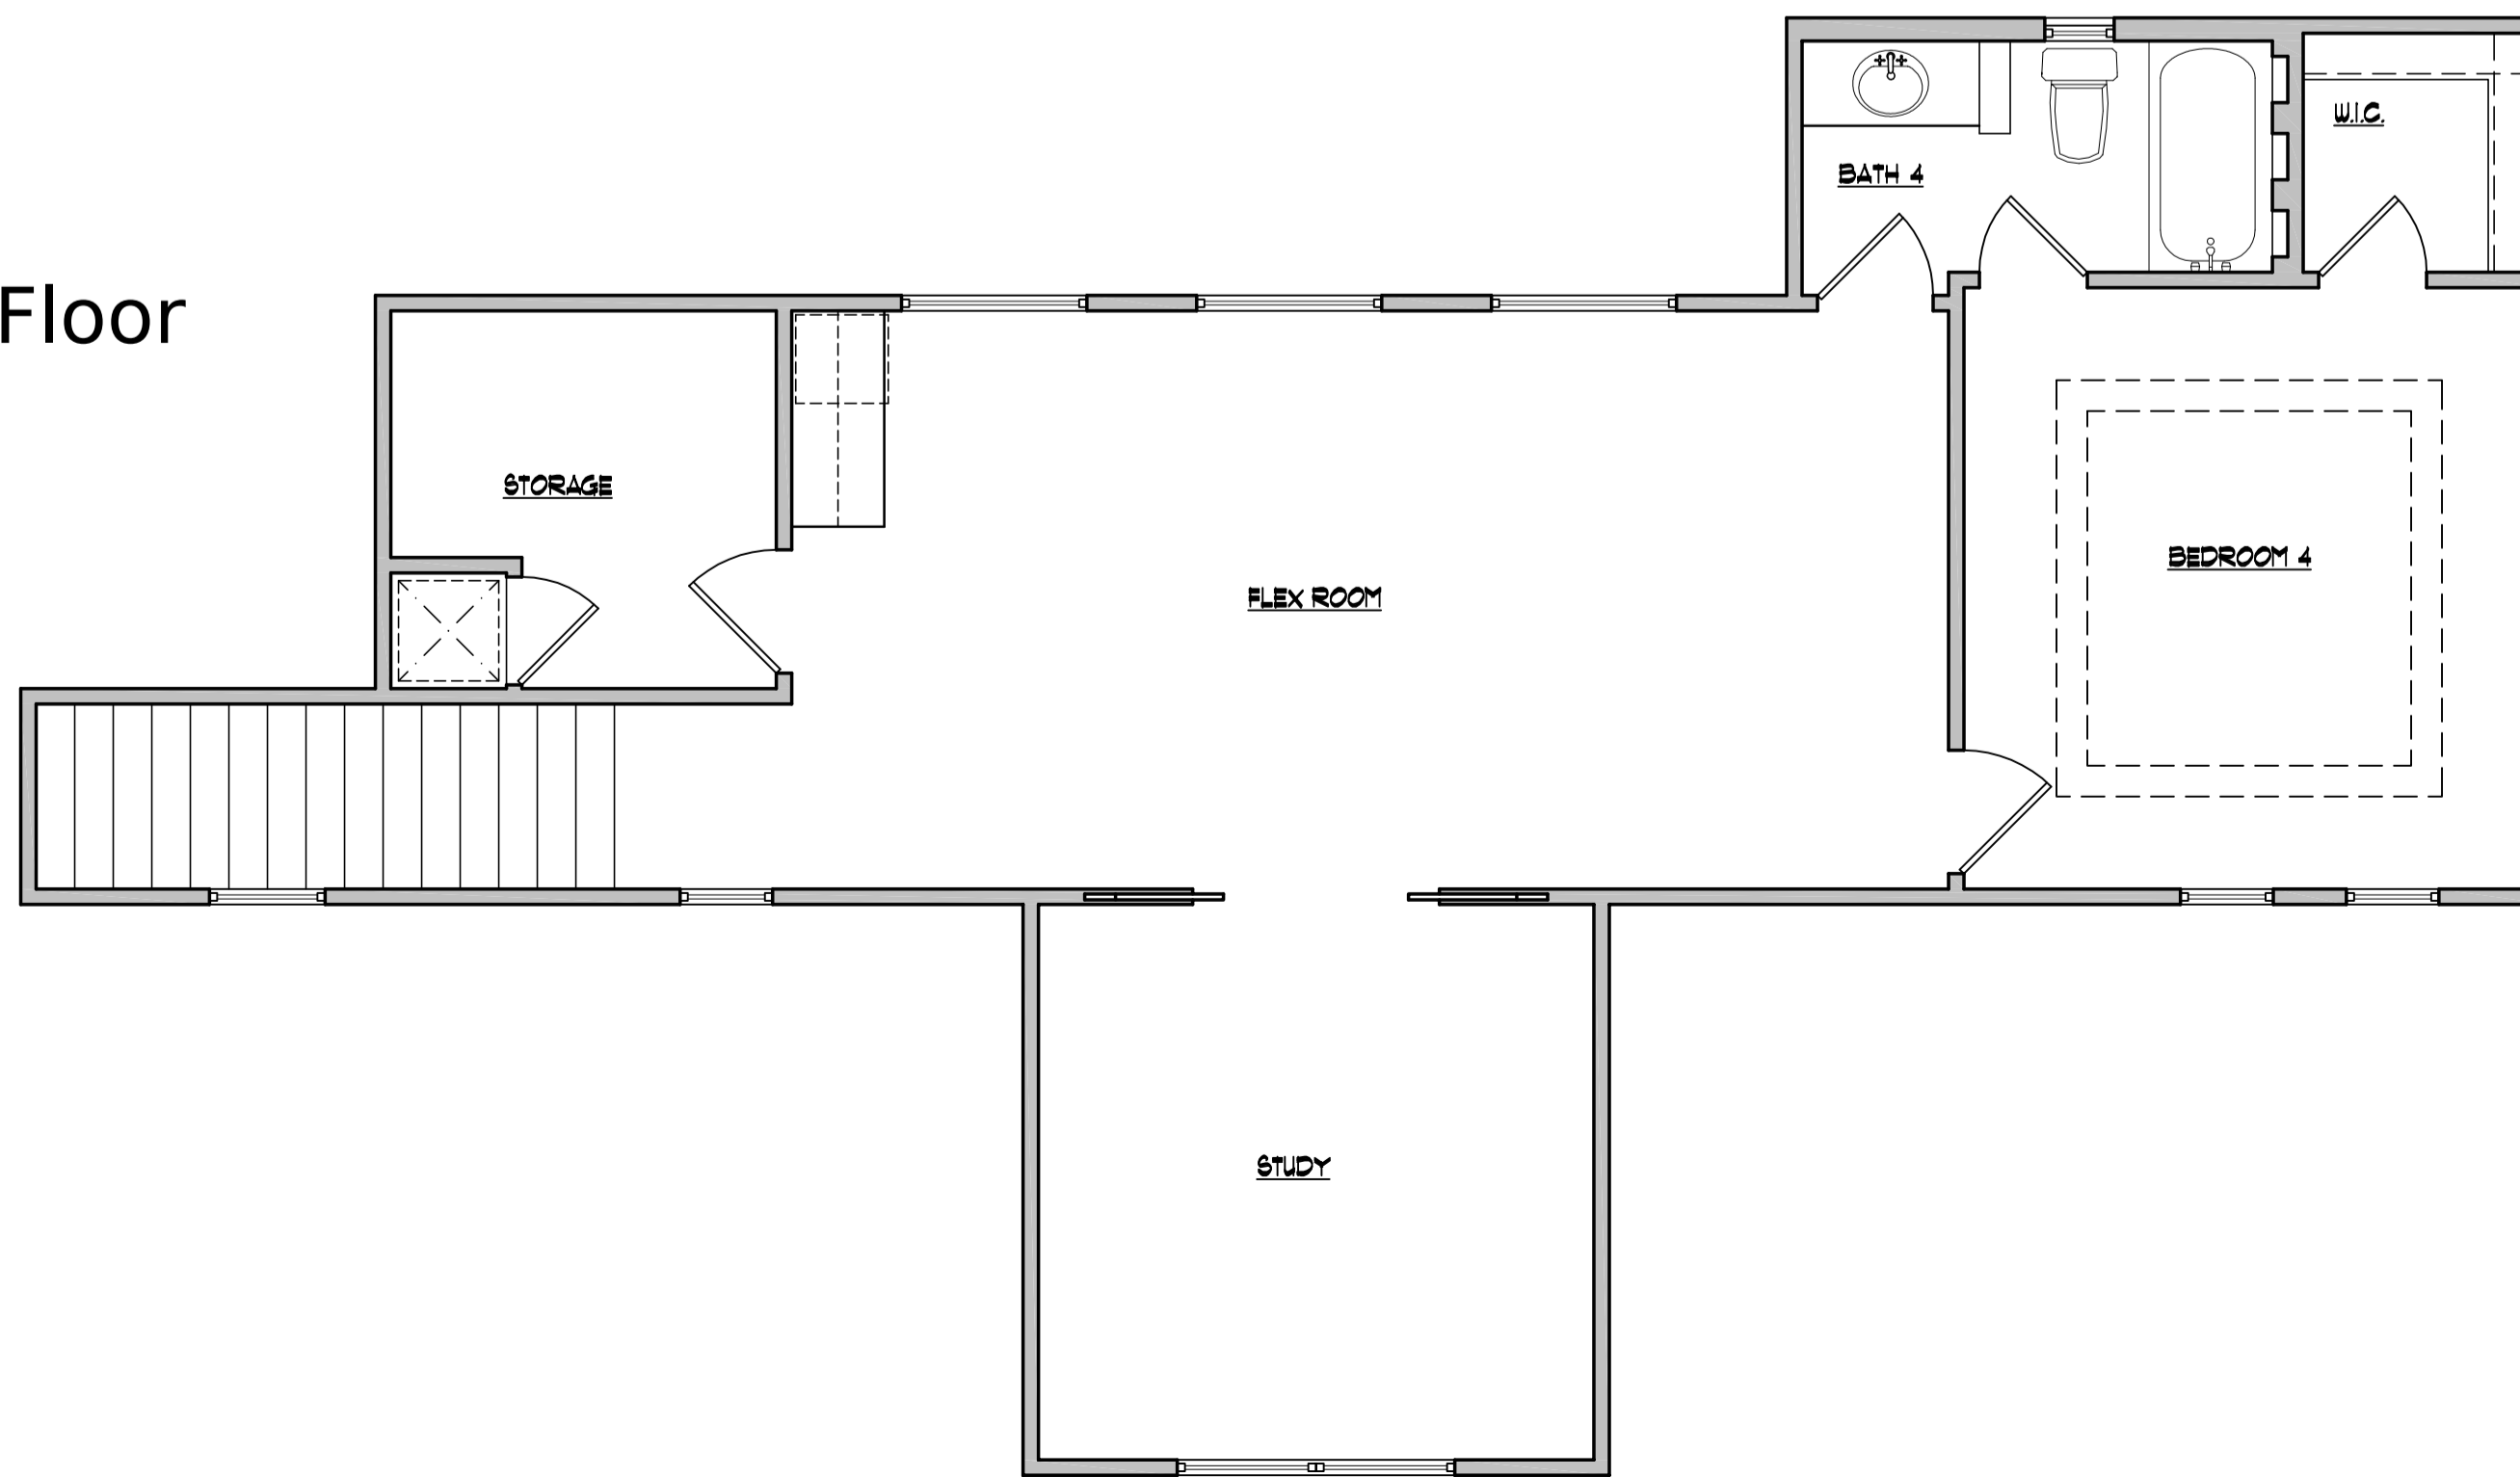 Floor
BATH 4
W.I.C.
STORAGE
FLEX ROOM
BEDROOM 4
STUDY